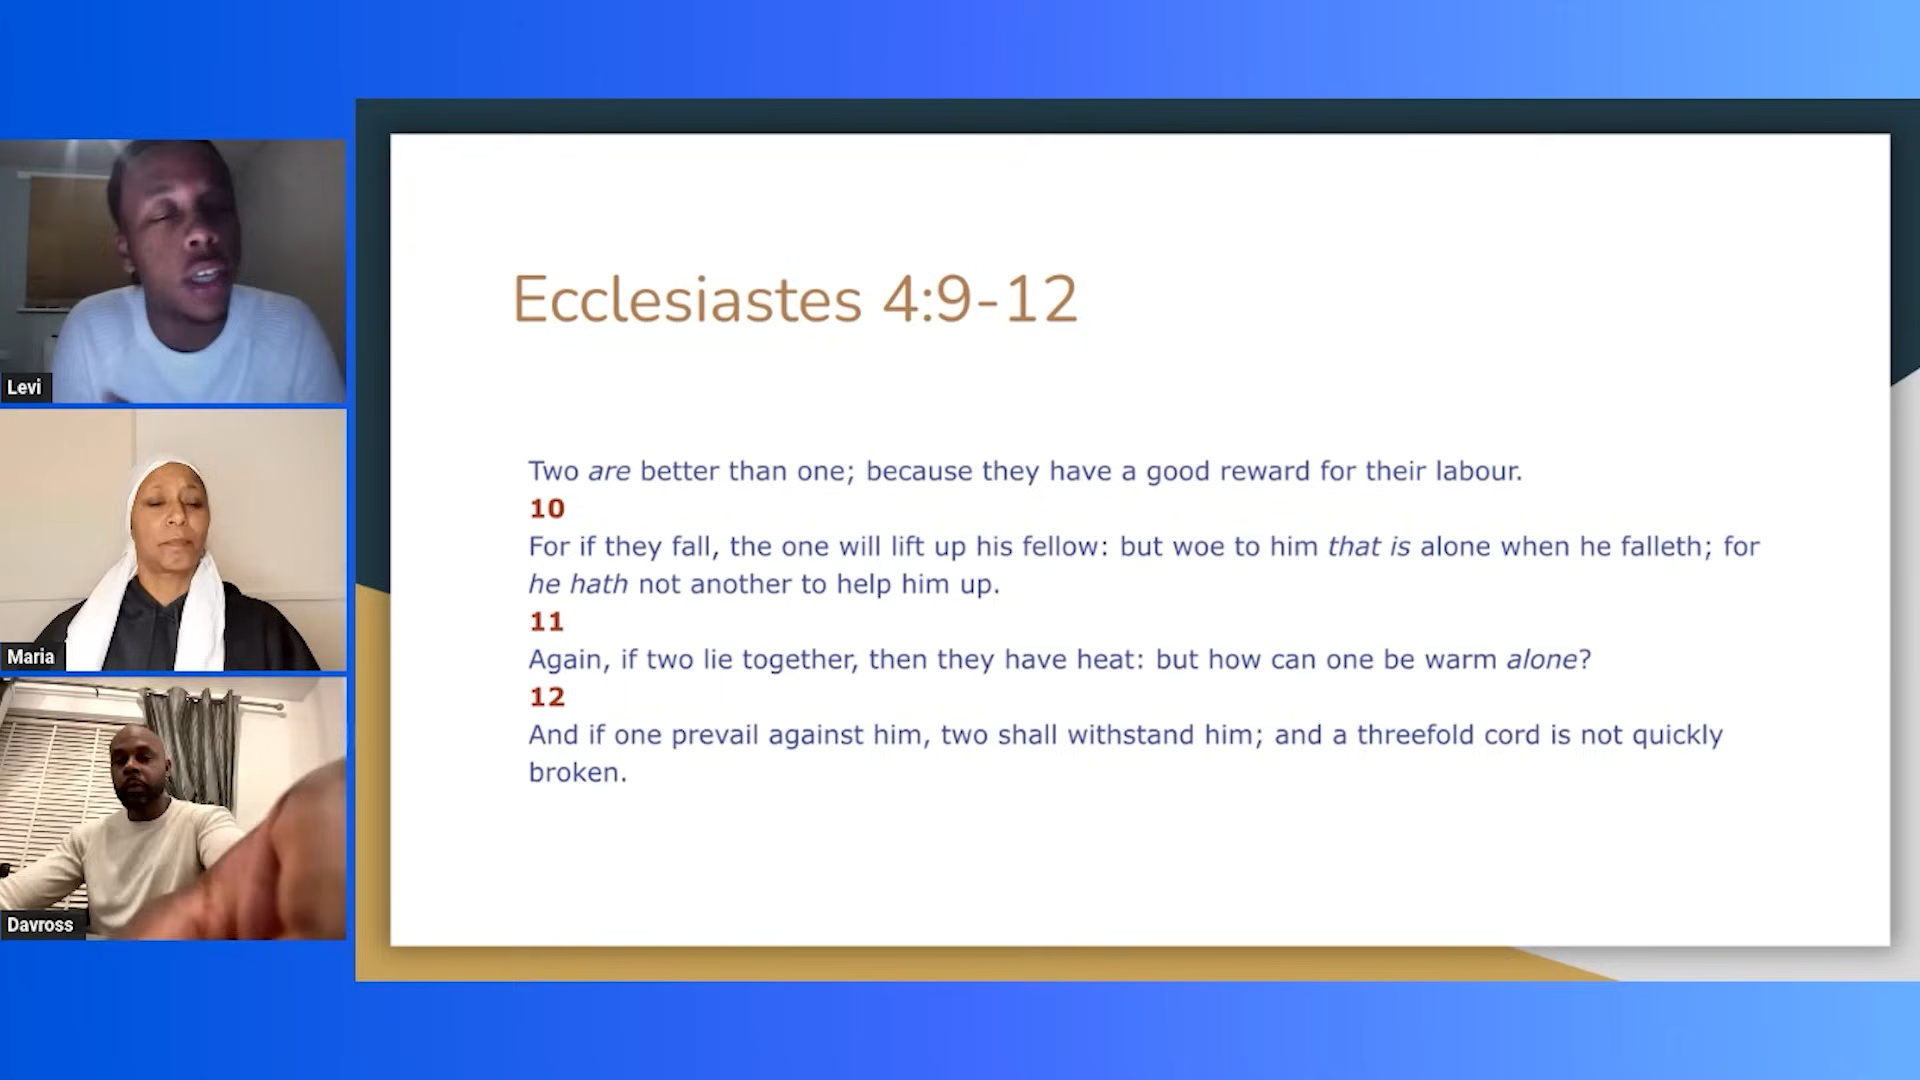 Levi
Maria
Davross
Ecclesiastes 4:9-12
Two are better than one; because they have a good reward for their labour.
10
For if they fall, the one will lift up his fellow: but woe to him that is alone when he falleth; for
he hath not another to help him up.
11
Again, if two lie together, then they have heat: but how can one be warm alone?
12
And if one prevail against him, two shall withstand him; and a threefold cord is not quickly
broken.